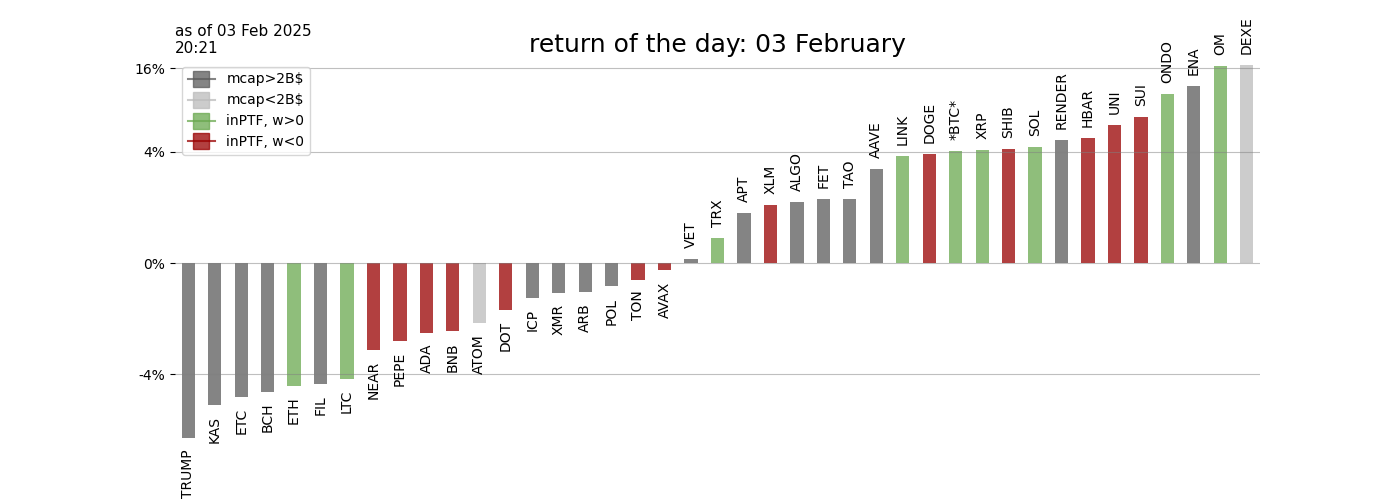 as of 03 Feb 2025
20:21
return of the day: 03 February
mcap>2B$
mcap<2B$
inPTF, w>0
inPTF, w<0
16%
4%
0%
-4%
TRUMP
KAS
ETC
BCH
ETH
FIL
LTC
NEAR
PEPE
ADA
BNB
ATOM
DOT
ICP
XMR
ARB
POL
TON
AVAX
VET
TRX
APT
XLM
ALGO
FET
TAO
AAVE
LINK
DOGE
*BTC*
XRP
SHIB
SOL
RENDER
HBAR
UNI
SUI
ONDO
ENA
OM
DEXE